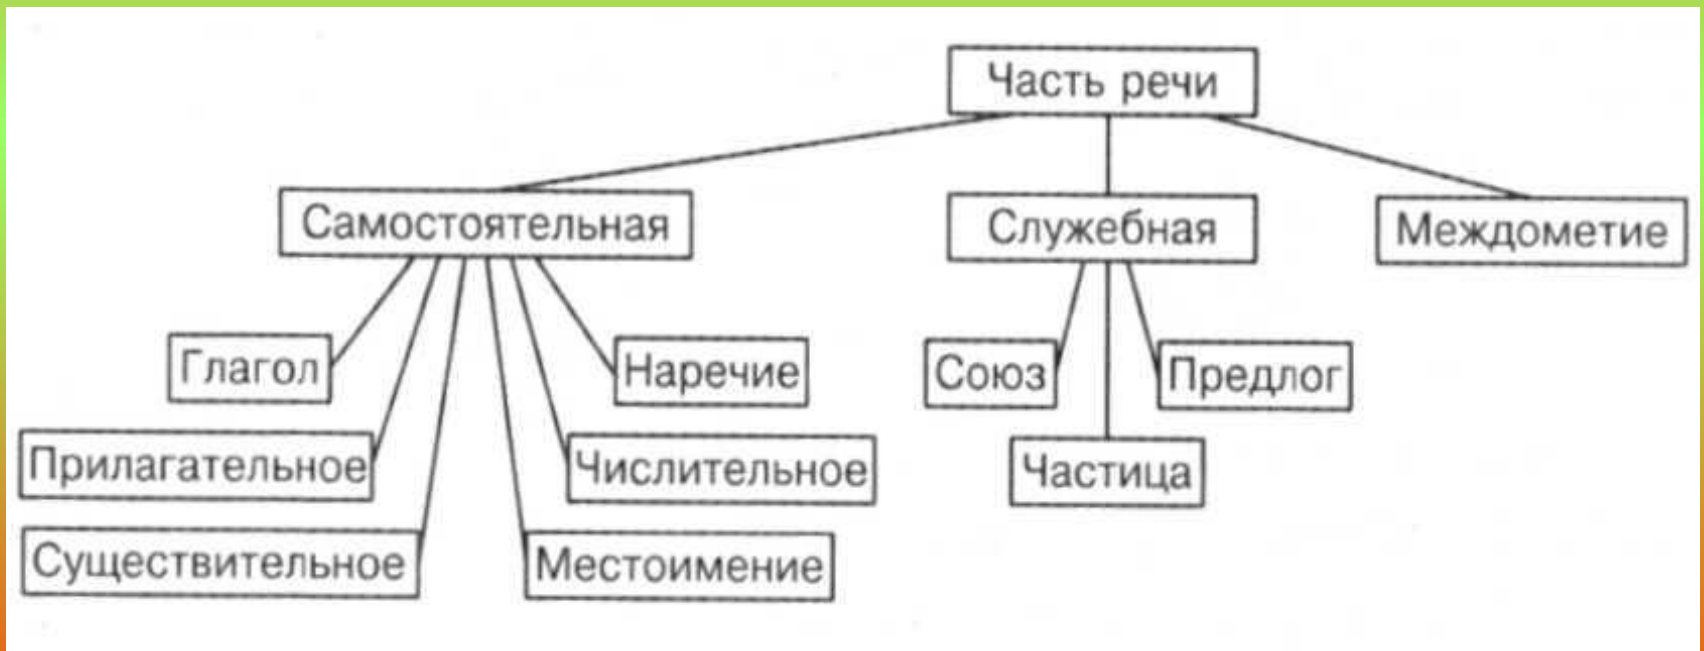 Часть речи
Самостоятельная
Служебная
Междометие
Глагол
Наречие
Союз
Предлог
Прилагательное
Числительное
Частица
Существительное
Местоимение